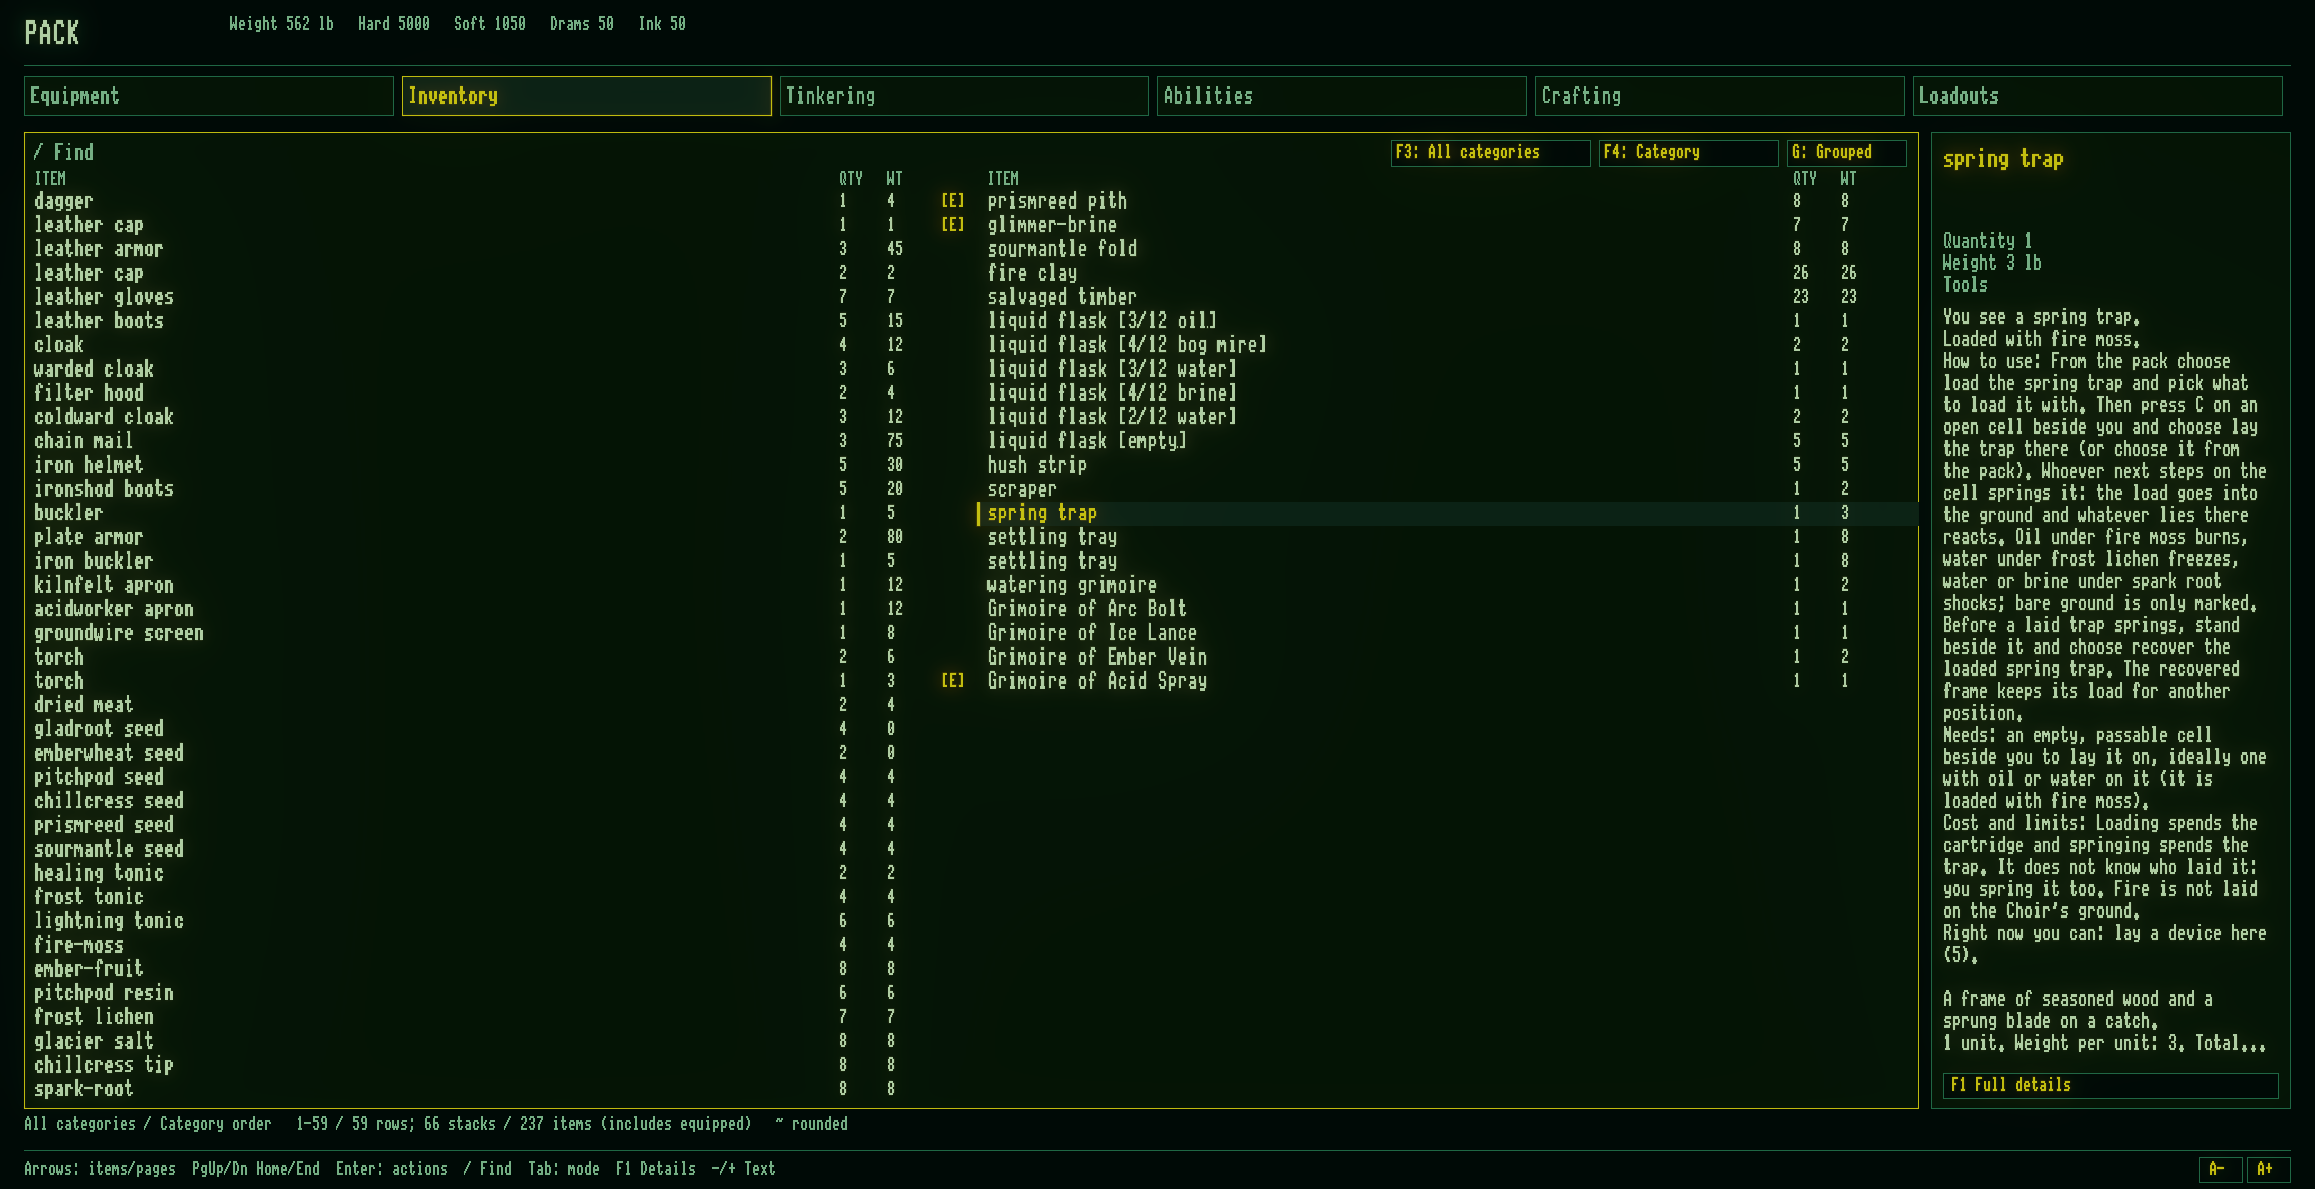 PACK
Weight 562 lb Hard 5000 Soft 1050 Drams 50 Ink 50
Equipment Inventory Tinkering Abilities Crafting Loadouts
/ Find F3: All categories F4: Category G: Grouped
ITEM QTY WT
dagger 1 4 [E]
leather cap 1 1 [E]
leather armor 3 45
leather cap 2 2
leather gloves 7 7
leather boots 5 15
cloak 4 12
warded cloak 3 6
filter hood 2 4
coldward cloak 3 12
chain mail 3 75
iron helmet 5 30
ironshod boots 5 20
buckler 1 5
plate armor 2 80
iron buckler 1 5
kilnfelt apron 1 12
acidworker apron 1 12
groundwire screen 1 8
torch 2 6
torch 1 3 [E]
dried meat 2 4
gladroot seed 4 0
emberwheat seed 2 0
pitchpod seed 4 4
chillcress seed 4 4
prismreed seed 4 4
sourmantle seed 4 4
healing tonic 2 2
frost tonic 4 4
lightning tonic 6 6
fire-moss 4 4
ember-fruit 8 8
pitchpod resin 6 6
frost lichen 7 7
glacier salt 8 8
chillcress tip 8 8
spark-root 8 8
ITEM QTY WT
prismreed pith 8 8
glimmer-brine 7 7
sourmantle fold 8 8
fire clay 26 26
salvaged timber 23 23
liquid flask [3/12 oil] 1 1
liquid flask [4/12 bog mire] 2 2
liquid flask [3/12 water] 1 1
liquid flask [4/12 brine] 1 1
liquid flask [2/12 water] 2 2
liquid flask [empty] 5 5
hush strip 5 5
scraper 1 2
spring trap 1 3
settling tray 1 8
settling tray 1 8
watering grimoire 1 2
Grimoire of Arc Bolt 1 1
Grimoire of Ice Lance 1 1
Grimoire of Ember Vein 1 2
Grimoire of Acid Spray 1 1
spring trap
Quantity 1
Weight 3 lb
Tools
You see a spring trap.
Loaded with fire moss.
How to use: From the pack choose
load the spring trap and pick what
to load it with. Then press C on an
open cell beside you and choose lay
the trap there (or choose it from
the pack). Whoever next steps on the
cell springs it: the load goes into
the ground and whatever lies there
reacts. Oil under fire moss burns,
water under frost lichen freezes,
water or brine under spark root
shocks; bare ground is only marked.
Before a laid trap springs, stand
beside it and choose recover the
loaded spring trap. The recovered
frame keeps its load for another
position.
Needs: an empty, passable cell
beside you to lay it on, ideally one
with oil or water on it (it is
loaded with fire moss).
Cost and limits: Loading spends the
cartridge and springing spends the
trap. It does not know who laid it:
you spring it too. Fire is not laid
on the Choir's ground.
Right now you can: lay a device here
(5).
A frame of seasoned wood and a
sprung blade on a catch.
1 unit. Weight per unit: 3. Total...
F1 Full details
All categories / Category order 1-59 / 59 rows; 66 stacks / 237 items (includes equipped) ~ rounded
Arrows: items/pages PgUp/Dn Home/End Enter: actions / Find Tab: mode F1 Details -/+ Text A- A+